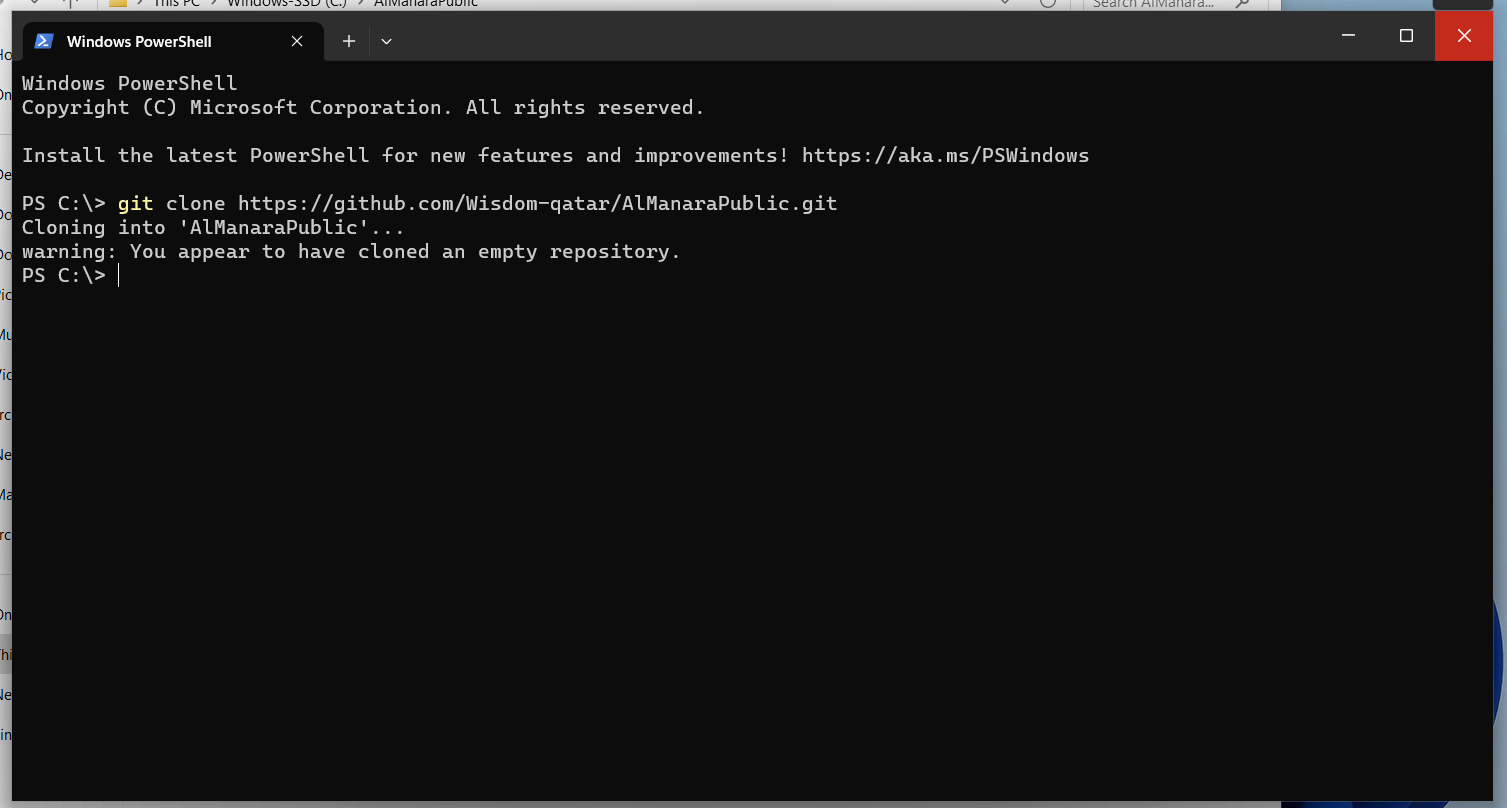 This PC > Windows-SSD (C:) > AlManaraPublic
Search AlManara...
Windows PowerShell
Windows PowerShell
Copyright (C) Microsoft Corporation. All rights reserved.
Install the latest PowerShell for new features and improvements! https://aka.ms/PSWindows
PS C:\> git clone https://github.com/Wisdom-qatar/AlManaraPublic.git
Cloning into 'AlManaraPublic'...
warning: You appear to have cloned an empty repository.
PS C:\>